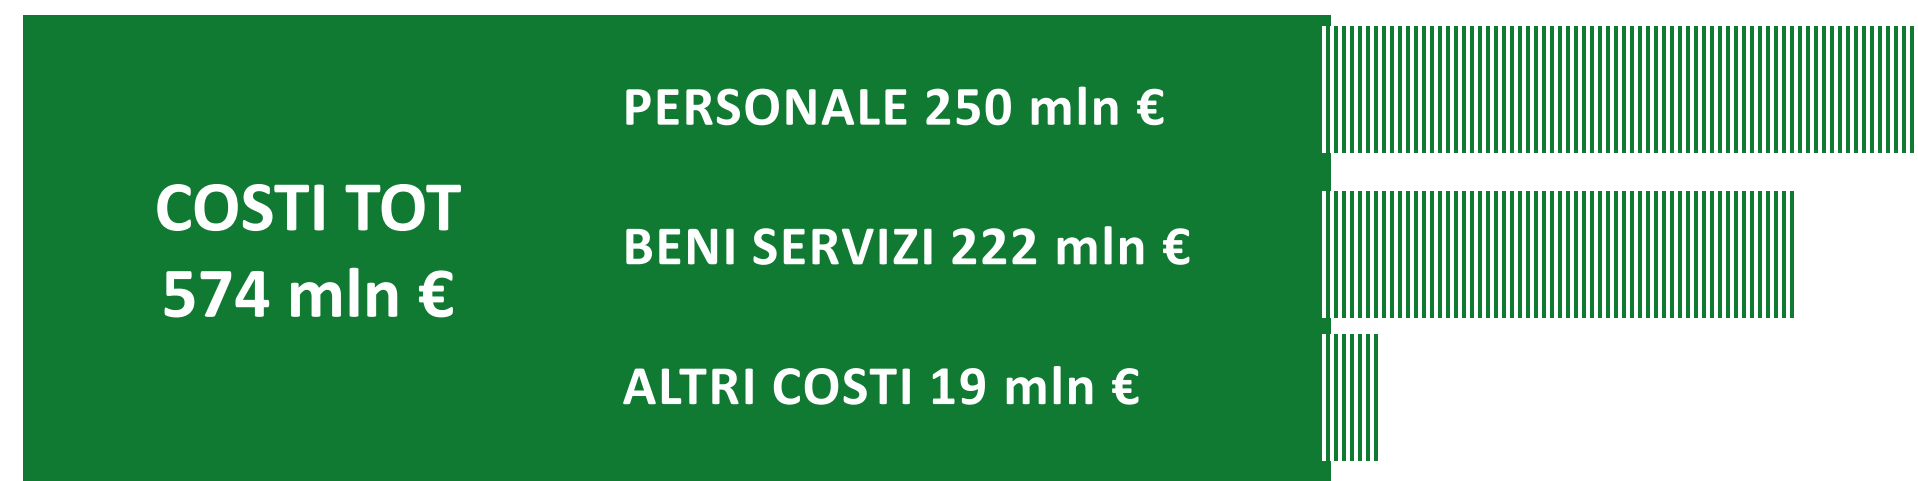 COSTI TOT
574 mln €
PERSONALE 250 mln €
BENI SERVIZI 222 mln €
ALTRI COSTI 19 mln €